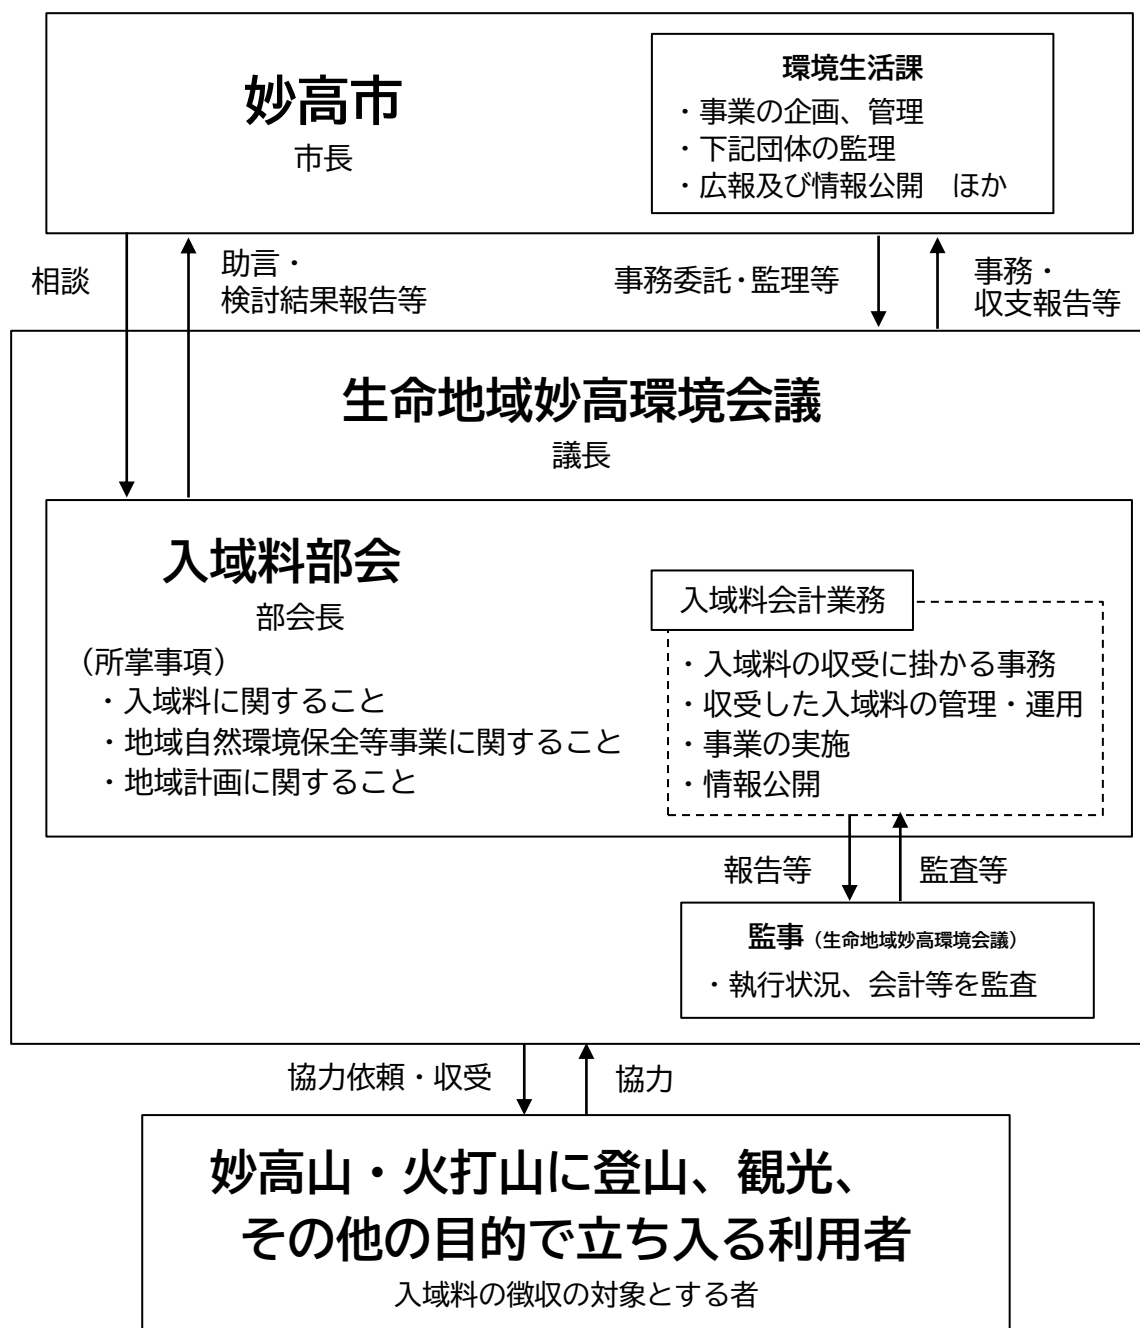 妙高市
市長
環境生活課
・事業の企画、管理
・下記団体の監理
・広報及び情報公開　ほか
相談
助言・
検討結果報告等
事務委託・監理等
事務・
収支報告等
生命地域妙高環境会議
議長
入域料部会
部会長
（所掌事項）
・入域料に関すること
・地域自然環境保全等事業に関すること
・地域計画に関すること
入域料会計業務
・入域料の収受に掛かる事務
・収受した入域料の管理・運用
・事業の実施
・情報公開
報告等
監査等
監事（生命地域妙高環境会議）
・執行状況、会計等を監査
協力依頼・収受
協力
妙高山・火打山に登山、観光、
その他の目的で立ち入る利用者
入域料の徴収の対象とする者